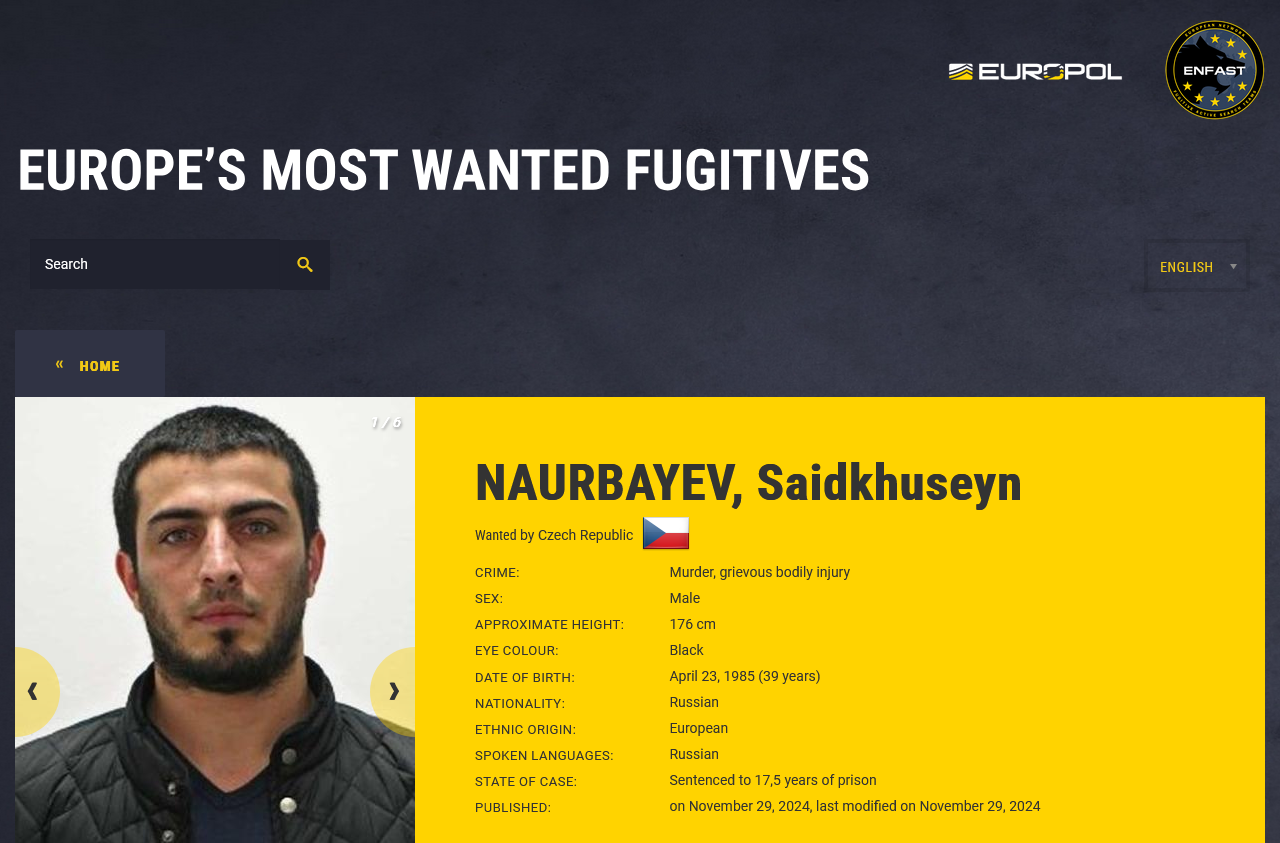 EUROPOL
ENFAST
EUROPE’S MOST WANTED FUGITIVES
Search
ENGLISH
« HOME
1 / 6
NAURBAYEV, Saidkhuseyn
Wanted by Czech Republic
CRIME: Murder, grievous bodily injury
SEX: Male
APPROXIMATE HEIGHT: 176 cm
EYE COLOUR: Black
DATE OF BIRTH: April 23, 1985 (39 years)
NATIONALITY: Russian
ETHNIC ORIGIN: European
SPOKEN LANGUAGES: Russian
STATE OF CASE: Sentenced to 17,5 years of prison
PUBLISHED: on November 29, 2024, last modified on November 29, 2024